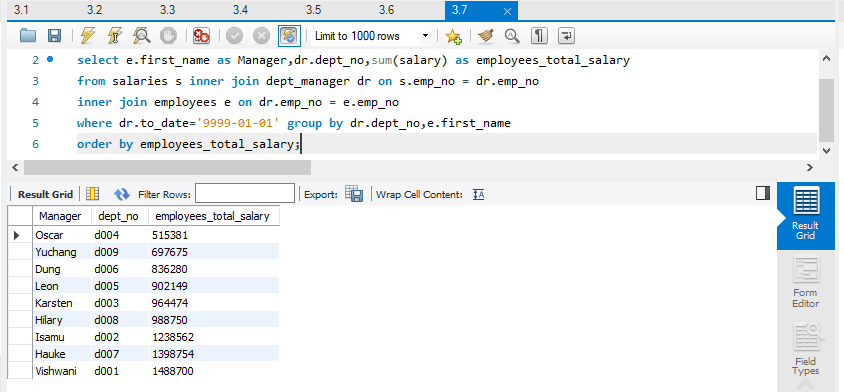 3.1 3.2 3.3 3.4 3.5 3.6 3.7 ×
Limit to 1000 rows
2 select e.first_name as Manager,dr.dept_no,sum(salary) as employees_total_salary
3 from salaries s inner join dept_manager dr on s.emp_no = dr.emp_no
4 inner join employees e on dr.emp_no = e.emp_no
5 where dr.to_date='9999-01-01' group by dr.dept_no,e.first_name
6 order by employees_total_salary;
Result Grid Filter Rows: Export: Wrap Cell Content: IA
Manager dept_no employees_total_salary
Oscar d004 515381
Yuchang d009 697675
Dung d006 836280
Leon d005 902149
Karsten d003 964474
Hilary d008 988750
Isamu d002 1238562
Hauke d007 1398754
Vishwani d001 1488700
Result
Grid
Form
Editor
Field
Types